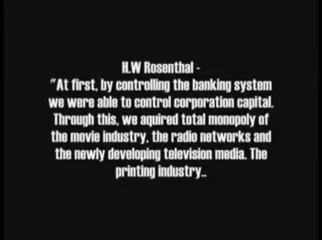 H.W Rosenthal -
"At first, by controlling the banking system
we were able to control corporation capital.
Through this, we aquired total monopoly of
the movie industry, the radio networks and
the newly developing television media. The
printing industry..